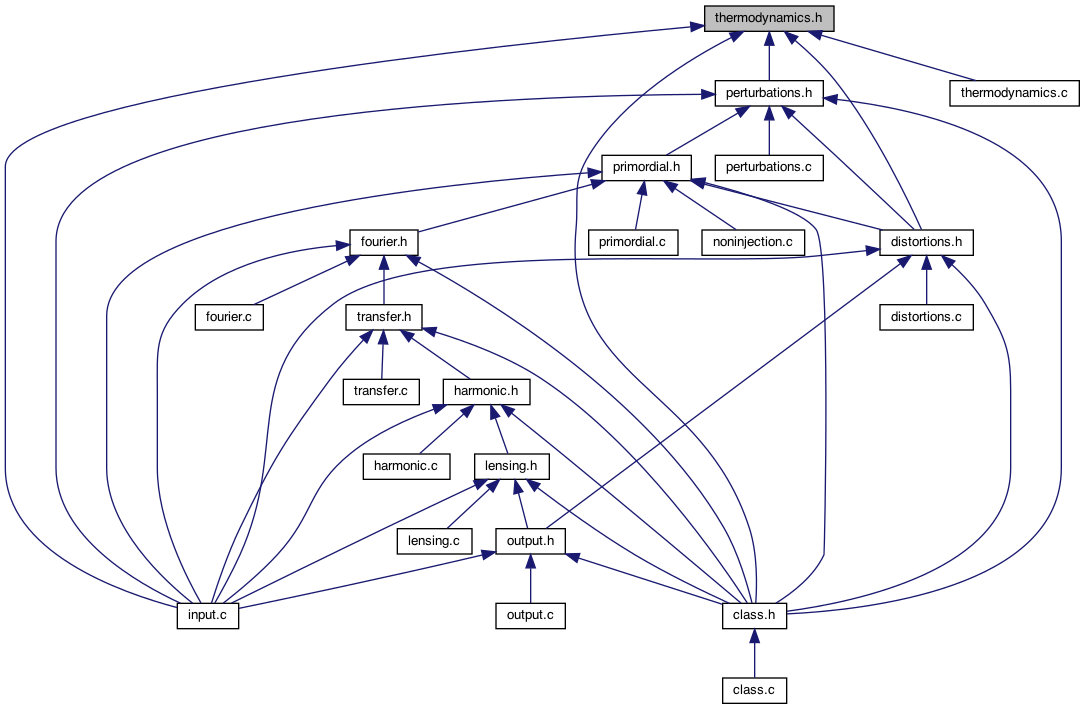 thermodynamics.h
perturbations.h
thermodynamics.c
primordial.h
perturbations.c
fourier.h
primordial.c
noninjection.c
distortions.h
fourier.c
transfer.h
distortions.c
transfer.c
harmonic.h
harmonic.c
lensing.h
lensing.c
output.h
input.c
output.c
class.h
class.c